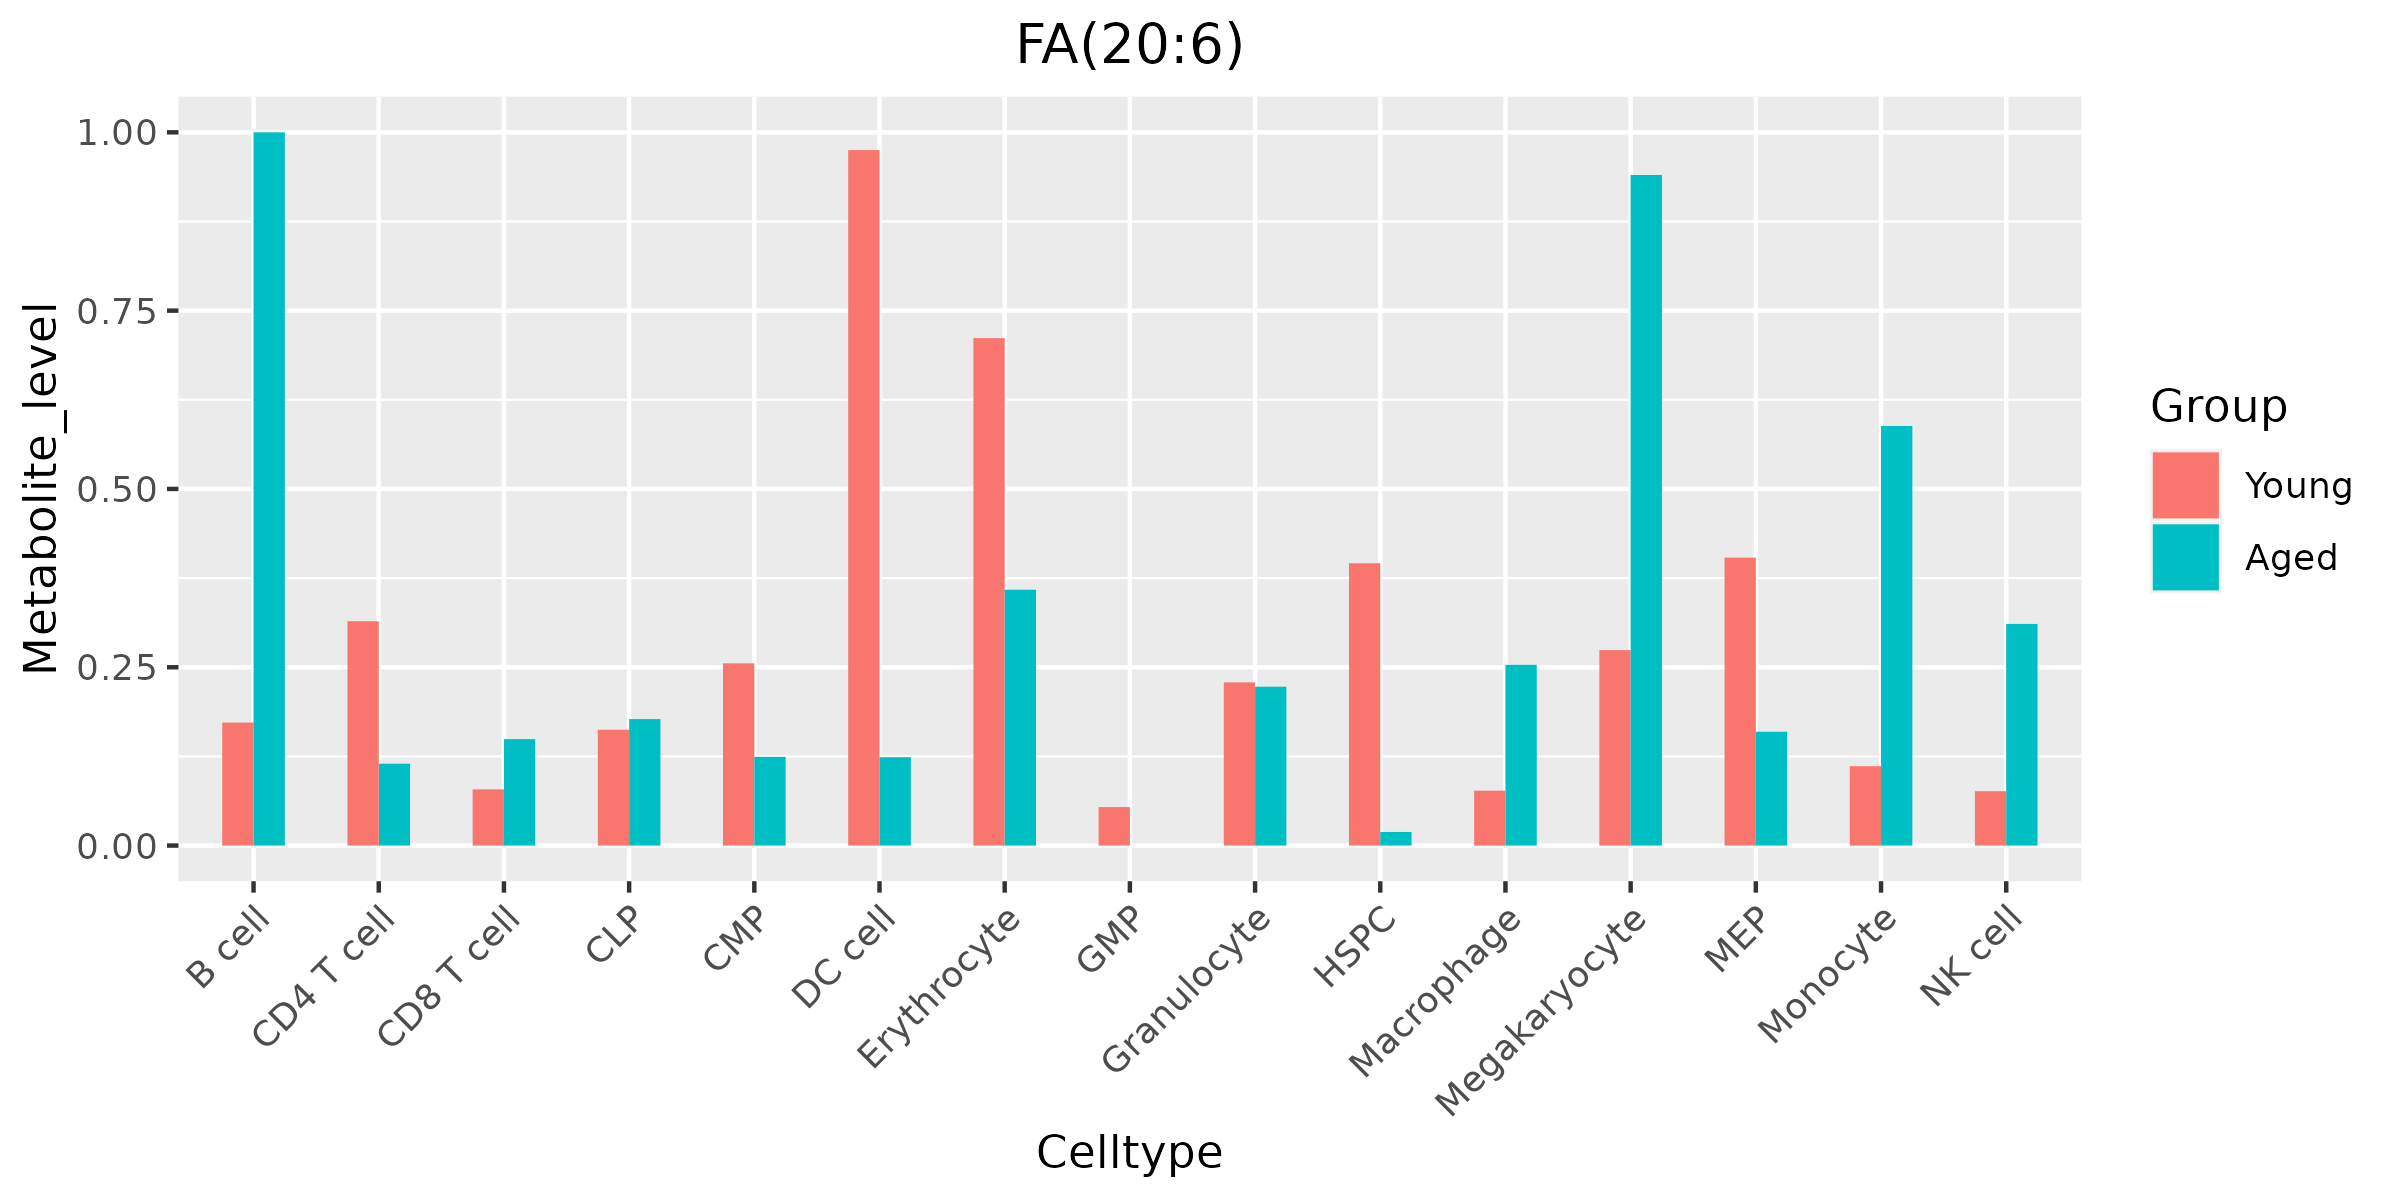 FA(20:6)
Metabolite_level
1.00
0.75
0.50
0.25
0.00
B cell
CD4 T cell
CD8 T cell
CLP
CMP
DC cell
Erythrocyte
GMP
Granulocyte
HSPC
Macrophage
Megakaryocyte
MEP
Monocyte
NK cell
Celltype
Group
Young
Aged